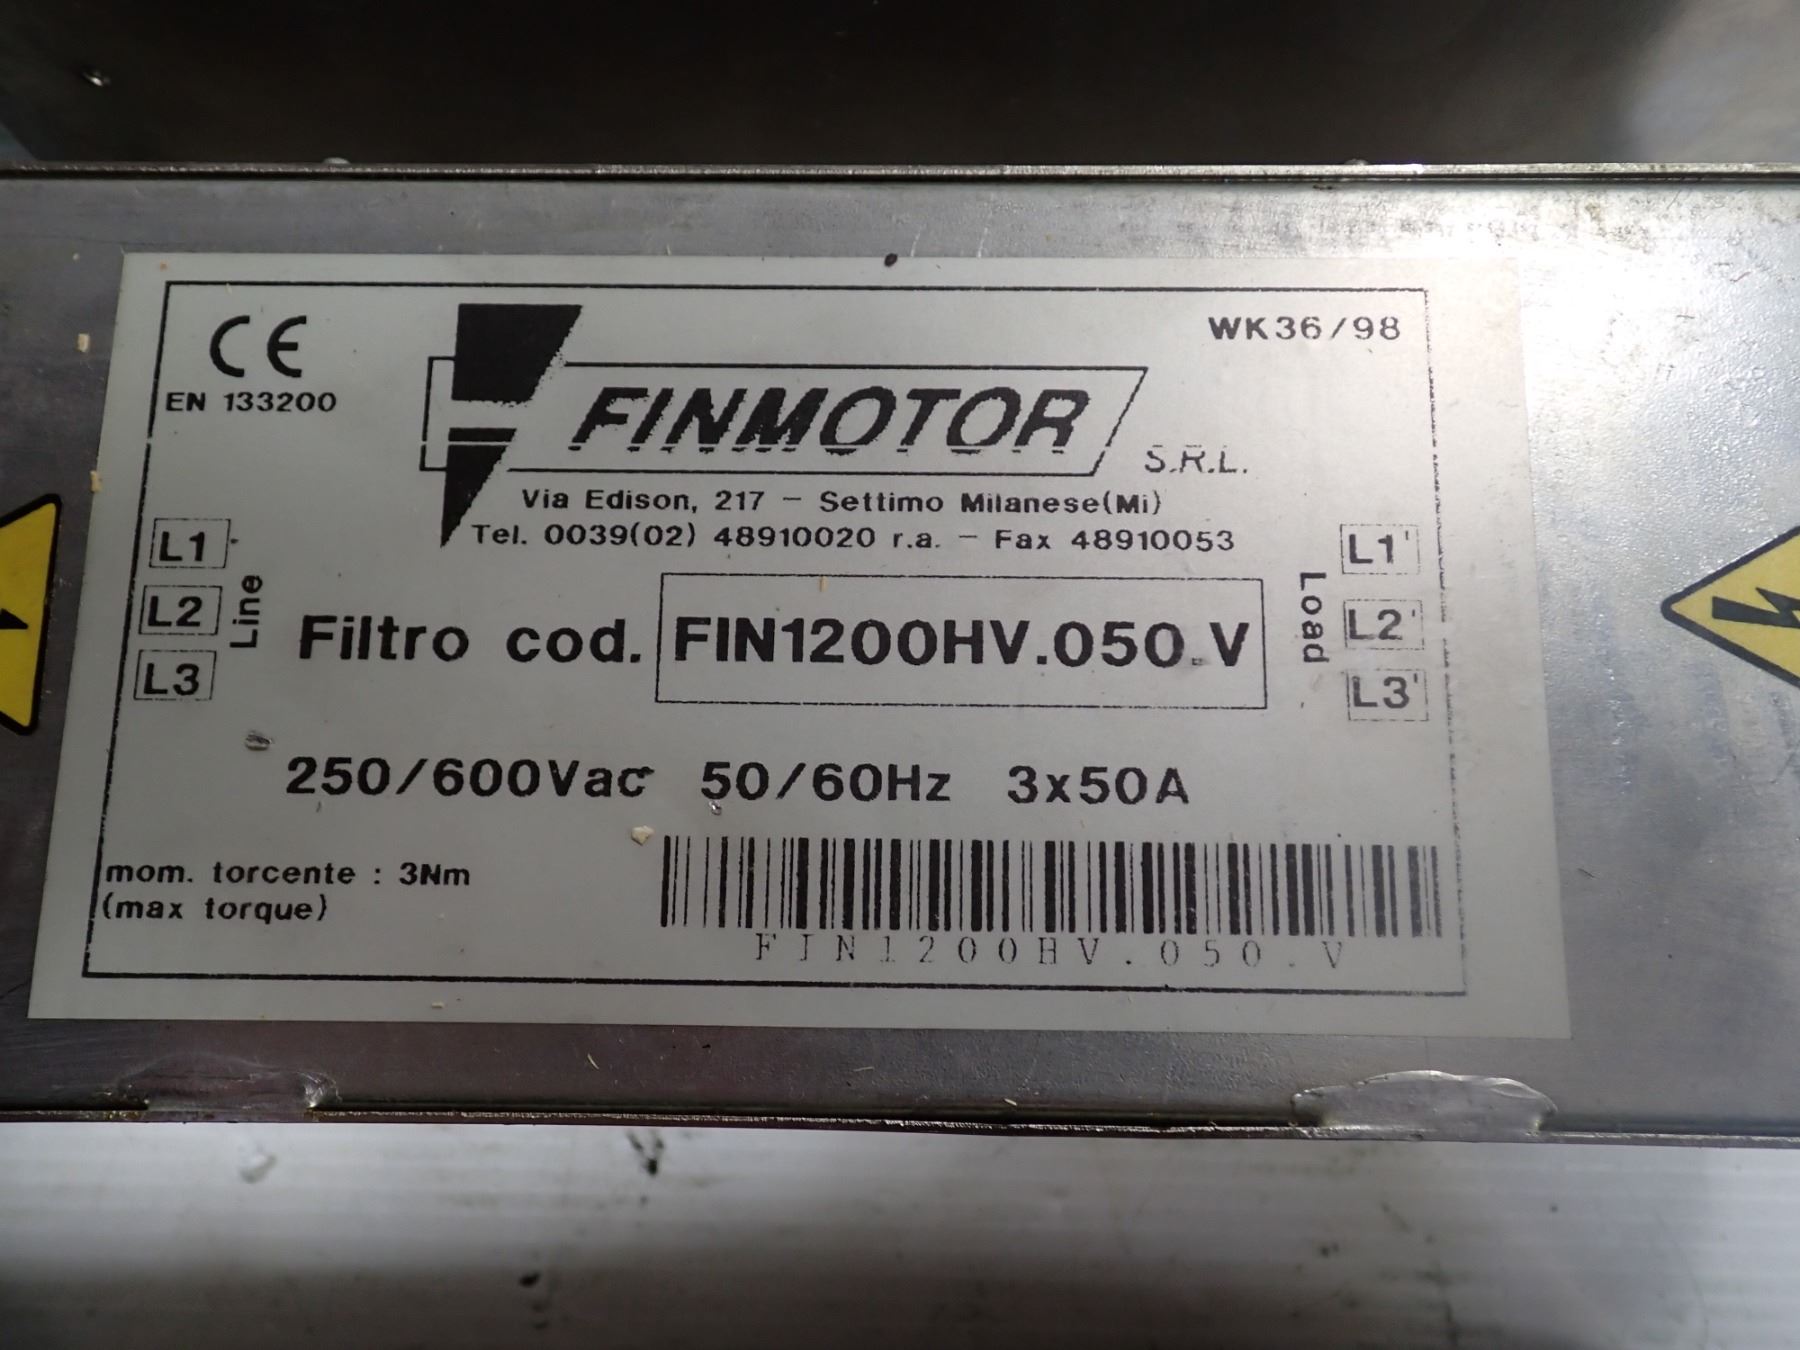 CE
WK36/98
EN 133200
FINMOTOR
S.R.L.
Via Edison, 217 - Settimo Milanese(Mi)
Tel. 0039(02) 48910020 r.a. - Fax 48910053
L1
L2
L3
Line
Filtro cod. FIN1200HV.050.V
Load
L1'
L2'
L3'
250/600Vac 50/60Hz 3x50A
mom. torcente : 3Nm
(max torque)
FIN1200HV.050.V